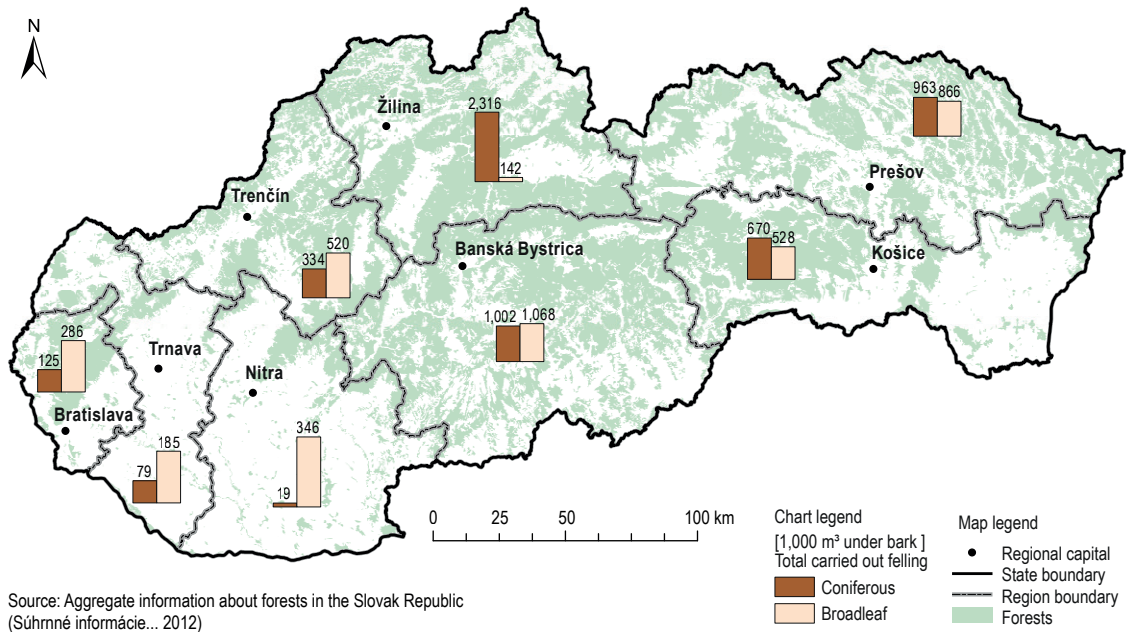 N
Žilina
2,316
142
963 866
Prešov
Trenčín
334 520
Banská Bystrica
670 528
Košice
1,002 1,068
125 286
Trnava
Nitra
Bratislava
79 185
19 346
0 25 50 100 km
Chart legend
[1,000 m³ under bark ]
Total carried out felling
Coniferous
Broadleaf
Map legend
Regional capital
State boundary
Region boundary
Forests
Source: Aggregate information about forests in the Slovak Republic
(Súhrnné informácie... 2012)